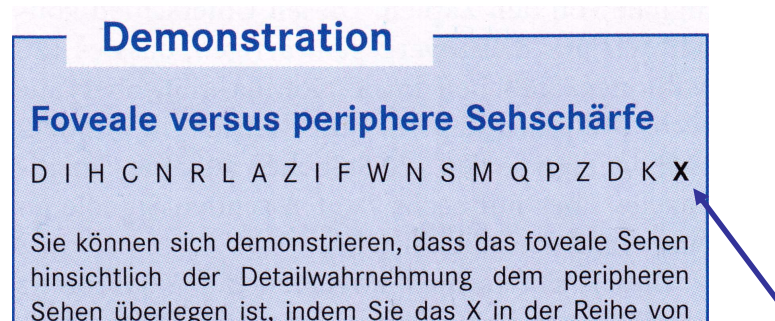 Demonstration
Foveale versus periphere Sehschärfe
D I H C N R L A Z I F W N S M Q P Z D K X
Sie können sich demonstrieren, dass das foveale Sehen
hinsichtlich der Detailwahrnehmung dem peripheren
Sehen überlegen ist, indem Sie das X in der Reihe von